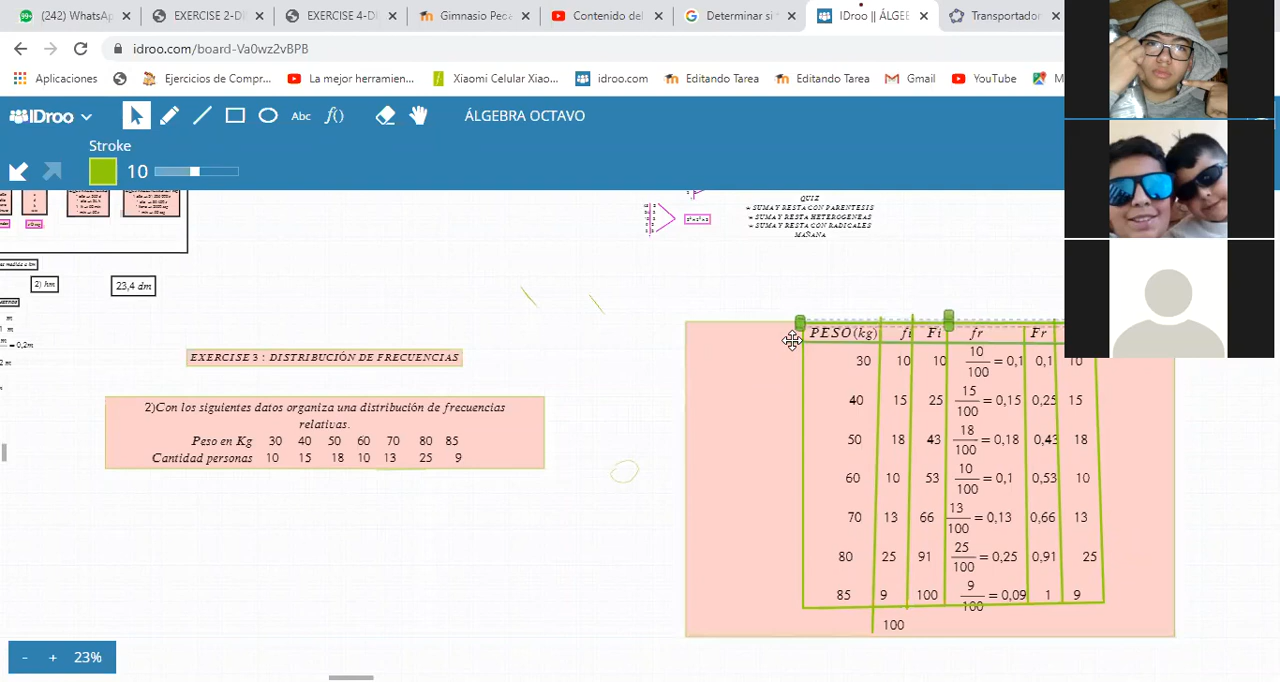 (242) WhatsA
EXERCISE 2-D
EXERCISE 4-D
Gimnasio Pe
Contenido del
Determinar si
IDroo || ÁLGEB
Transportador
idroo.com/board-Va0wz2vBPB
Aplicaciones
Ejercicios de Compr...
La mejor herramien...
Xiaomi Celular Xiao...
idroo.com
Editando Tarea
Editando Tarea
Gmail
YouTube
M
IDroo
Abc
f()
ÁLGEBRA OCTAVO
Stroke
10
QUIZ
= SUMA Y RESTA CON PARENTESIS
= SUMA Y RESTA HETEROGENEAS
= SUMA Y RESTA CON RADICALES
MAÑANA
2) hm
23,4 dm
= 0,2m
EXERCISE 3 : DISTRIBUCIÓN DE FRECUENCIAS
2)Con los siguientes datos organiza una distribución de frecuencias
relativas.
Peso en Kg 30 40 50 60 70 80 85
Cantidad personas 10 15 18 10 13 25 9
PESO(kg) fi Fi fr Fr
30 10 10 10/100 = 0,1 0,1 10
40 15 25 15/100 = 0,15 0,25 15
50 18 43 18/100 = 0,18 0,43 18
60 10 53 10/100 = 0,1 0,53 10
70 13 66 13/100 = 0,13 0,66 13
80 25 91 25/100 = 0,25 0,91 25
85 9 100 9/100 = 0,09 1 9
100
- + 23%